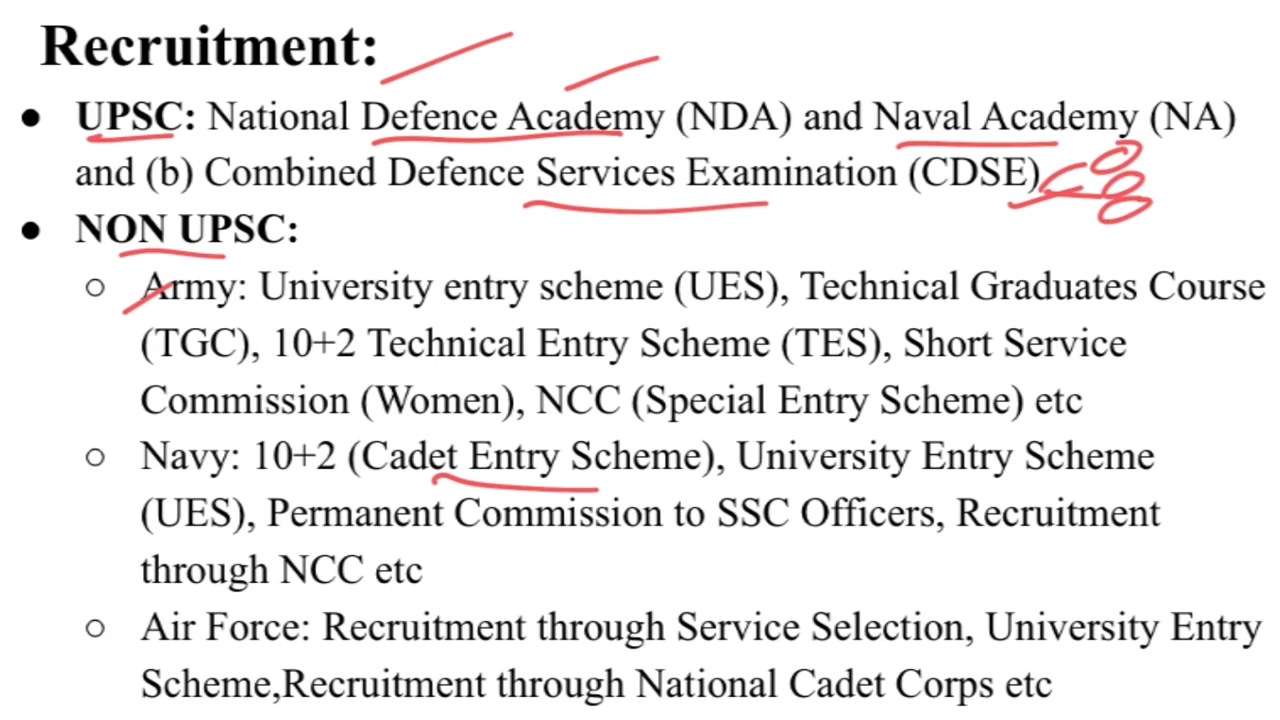 Recruitment:
● UPSC: National Defence Academy (NDA) and Naval Academy (NA)
and (b) Combined Defence Services Examination (CDSE)
● NON UPSC:
○ Army: University entry scheme (UES), Technical Graduates Course
(TGC), 10+2 Technical Entry Scheme (TES), Short Service
Commission (Women), NCC (Special Entry Scheme) etc
○ Navy: 10+2 (Cadet Entry Scheme), University Entry Scheme
(UES), Permanent Commission to SSC Officers, Recruitment
through NCC etc
○ Air Force: Recruitment through Service Selection, University Entry
Scheme,Recruitment through National Cadet Corps etc